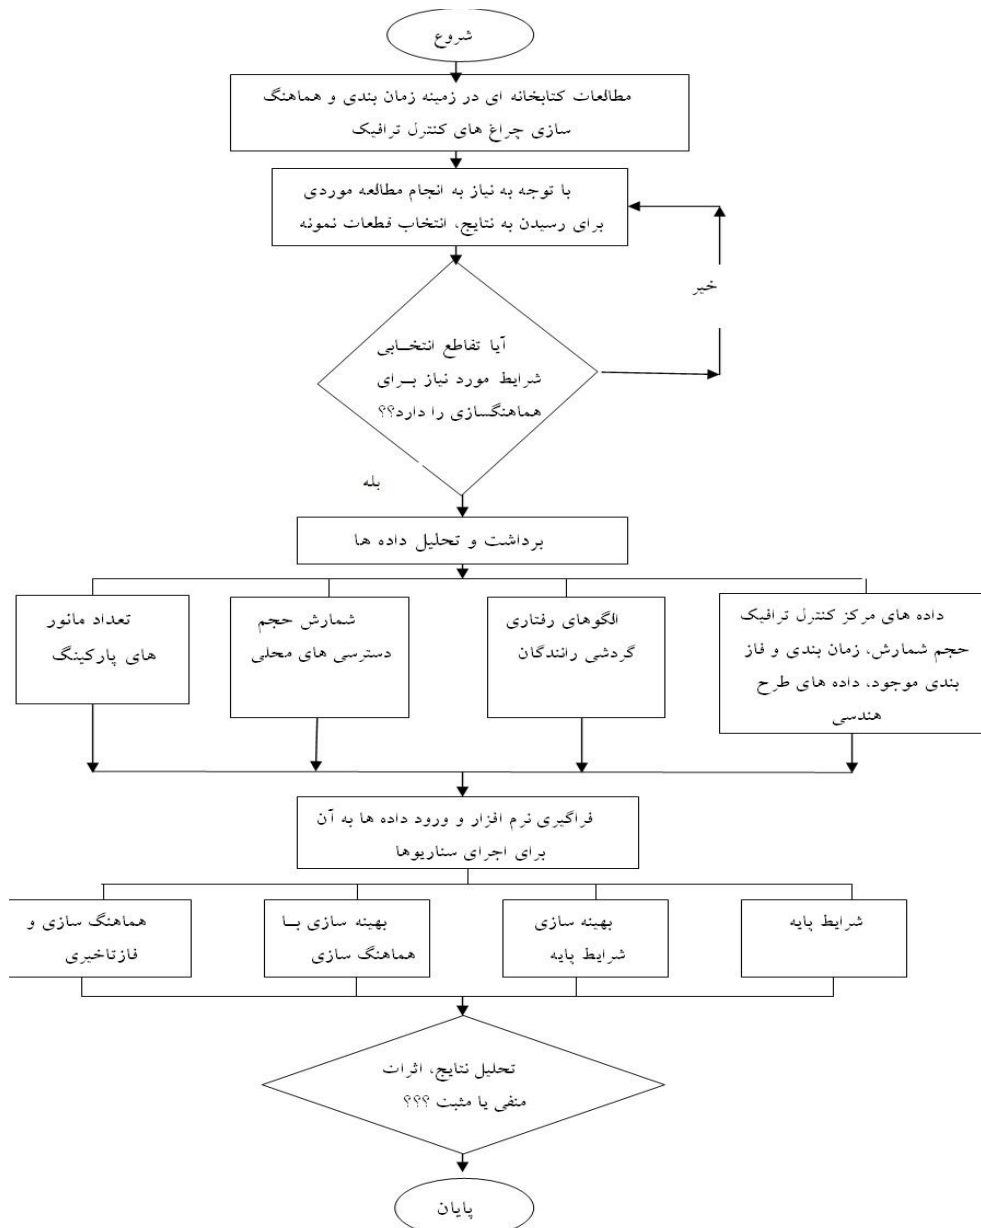 شروع
مطالعات کتابخانه ای در زمینه زمان بندی و هماهنگ
سازی چراغ های کنترل ترافیک
با توجه به نیاز به انجام مطالعه موردی
برای رسیدن به نتایج، انتخاب قطعات نمونه
خیر
آیا تقاطع انتخابی
شرایط مورد نیاز برای
هماهنگسازی را دارد؟؟
بله
برداشت و تحلیل داده ها
داده های مرکز کنترل ترافیک
حجم شمارش، زمان بندی و فاز
بندی موجود، داده های طرح
هندسی
الگوهای رفتاری
گردشی رانندگان
شمارش حجم
دسترسی های محلی
تعداد مانور
های پارکینگ
فراگیری نرم افزار و ورود داده ها به آن
برای اجرای سناریوها
شرایط پایه
بهینه سازی
شرایط پایه
بهینه سازی با
هماهنگ سازی
هماهنگ سازی و
فازتاخیری
تحلیل نتایج، اثرات
منفی یا مثبت ؟؟؟
پایان